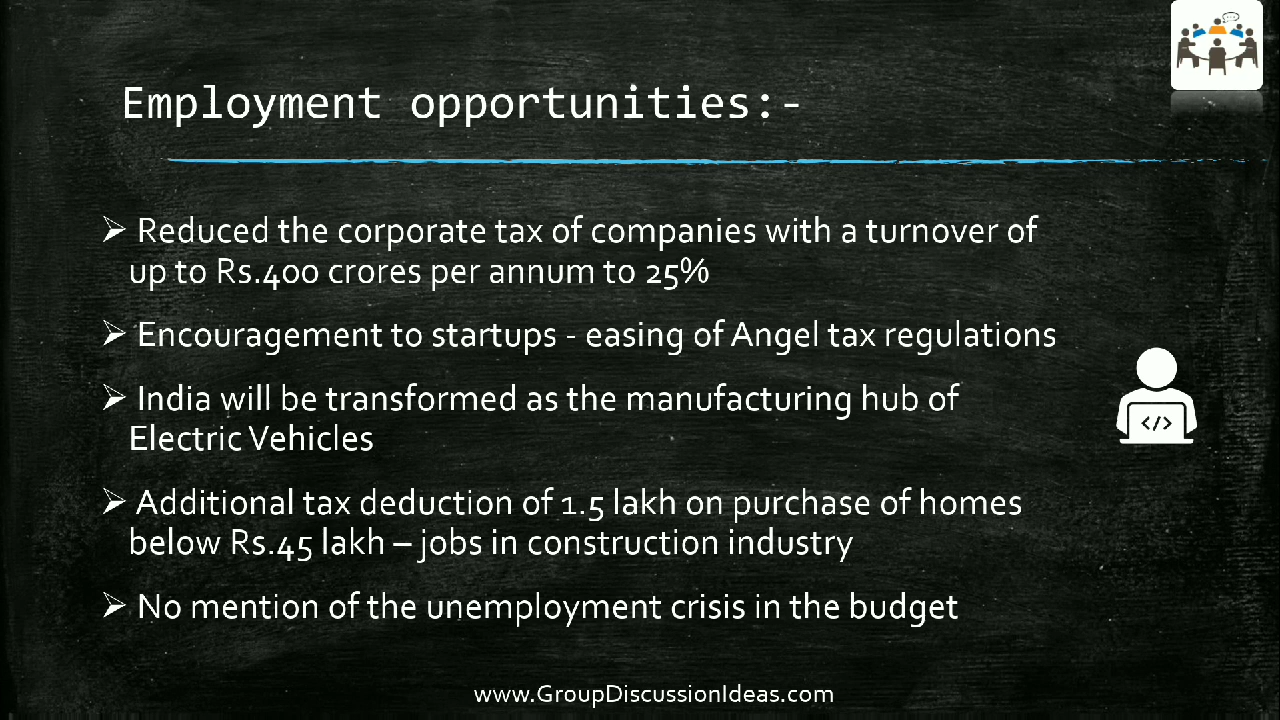 Employment opportunities:-
➢ Reduced the corporate tax of companies with a turnover of
up to Rs.400 crores per annum to 25%
➢ Encouragement to startups - easing of Angel tax regulations
➢ India will be transformed as the manufacturing hub of
Electric Vehicles
</>
➢ Additional tax deduction of 1.5 lakh on purchase of homes
below Rs.45 lakh – jobs in construction industry
➢ No mention of the unemployment crisis in the budget
www.GroupDiscussionIdeas.com